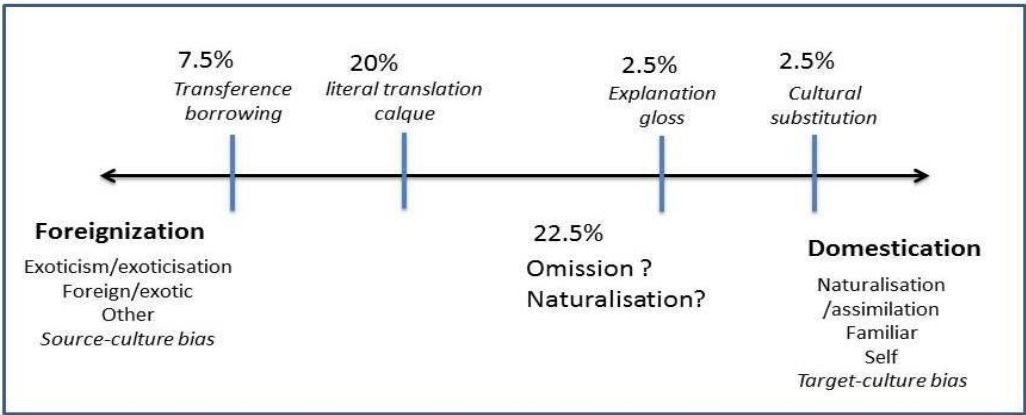 7.5%
Transference
borrowing
20%
literal translation
calque
2.5%
Explanation
gloss
2.5%
Cultural
substitution
Foreignization
Exoticism/exoticisation
Foreign/exotic
Other
Source-culture bias
22.5%
Omission ?
Naturalisation?
Domestication
Naturalisation
/assimilation
Familiar
Self
Target-culture bias